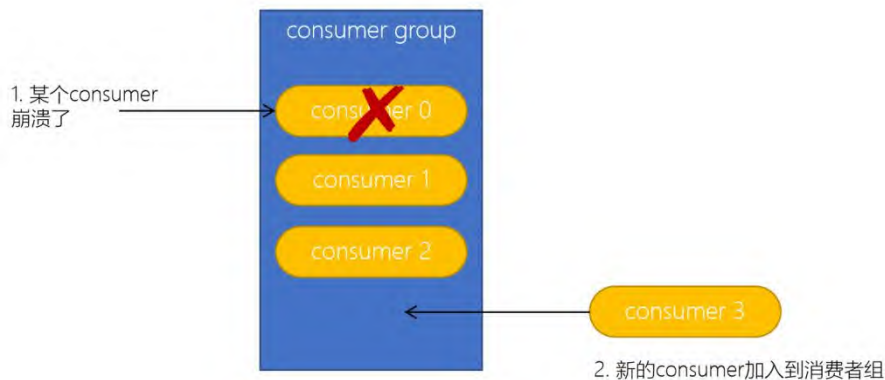 consumer group
1. 某个consumer
崩溃了
consumer 0
consumer 1
consumer 2
consumer 3
2. 新的consumer加入到消费者组